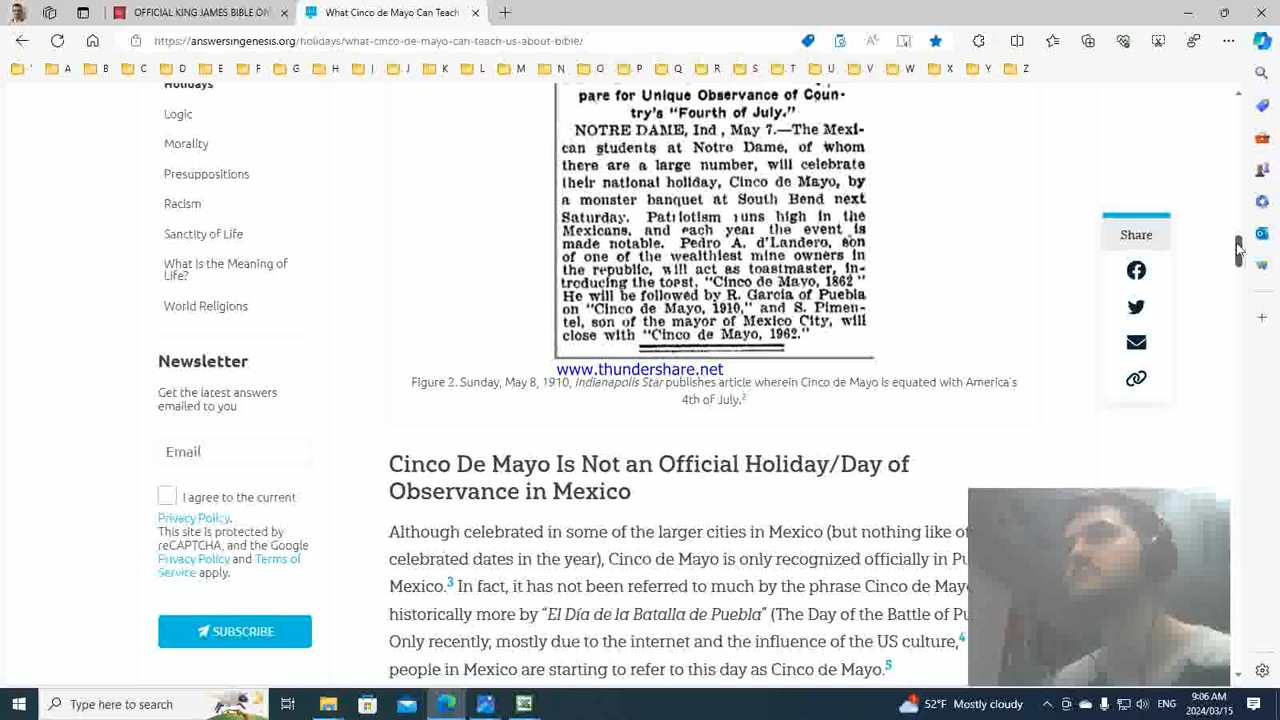 OFFICIAL KING JAMES BIBLE ONL
What Cinco de Mayo Can Teach
https://answersingenesis.org/holidays/what-cinco-de-mayo-can-teach-us-about-bible/
A B C D E F G H I J K L M N O P Q R S T U V W X Y Z
Holidays
Logic
Morality
Presuppositions
Racism
Sanctity of Life
What Is the Meaning of
Life?
World Religions
Newsletter
Get the latest answers
emailed to you
Email
I agree to the current
Privacy Policy.
This site is protected by
reCAPTCHA, and the Google
Privacy Policy and Terms of
Service apply.
SUBSCRIBE
pare for Unique Observance of Coun-
try's "Fourth of July."
NOTRE DAME, Ind, May 7.—The Mexi-
can students at Notre Dame, of whom
there are a large number, will celebrate
their national holiday, Cinco de Mayo, by
a monster banquet at South Bend next
Saturday. Patriotism runs high in the
Mexicans, and each year the event is
made notable. Pedro A. d'Landero, son
of one of the wealthiest mine owners in
the republic, will act as toastmaster, in-
troducing the toast, "Cinco de Mayo, 1862"
He will be followed by R. Garcia of Puebla
on "Cinco de Mayo, 1910," and S. Pimen-
tel, son of the mayor of Mexico City, will
close with "Cinco de Mayo, 1962."
www.thundershare.net
Figure 2. Sunday, May 8, 1910, Indianapolis Star publishes article wherein Cinco de Mayo is equated with America's
4th of July.2
Cinco De Mayo Is Not an Official Holiday/Day of
Observance in Mexico
Although celebrated in some of the larger cities in Mexico (but nothing like
celebrated dates in the year), Cinco de Mayo is only recognized officially in
Mexico.3 In fact, it has not been referred to much by the phrase Cinco de Mayo
historically more by "El Día de la Batalla de Puebla" (The Day of the Battle of
Only recently, mostly due to the internet and the influence of the US culture,4
people in Mexico are starting to refer to this day as Cinco de Mayo.5
Share
Type here to search
52°F Mostly cloudy
ENG
9:06 AM
2024/03/15